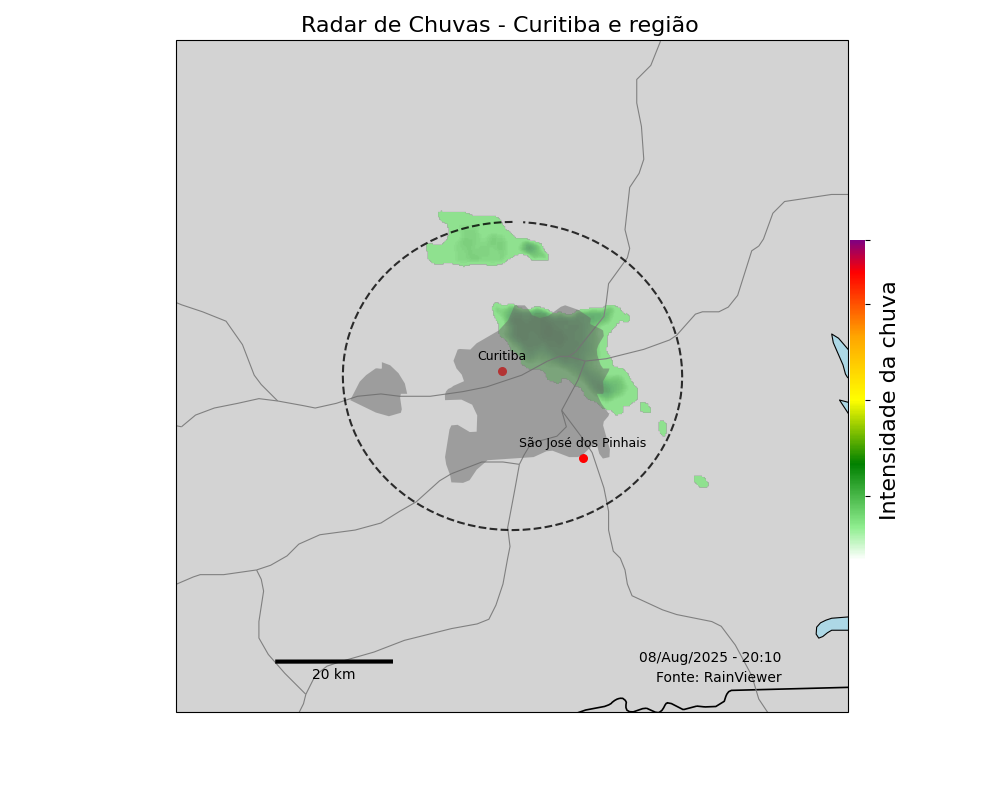 Radar de Chuvas - Curitiba e região
Curitiba
São José dos Pinhais
Intensidade da chuva
20 km
08/Aug/2025 - 20:10
Fonte: RainViewer